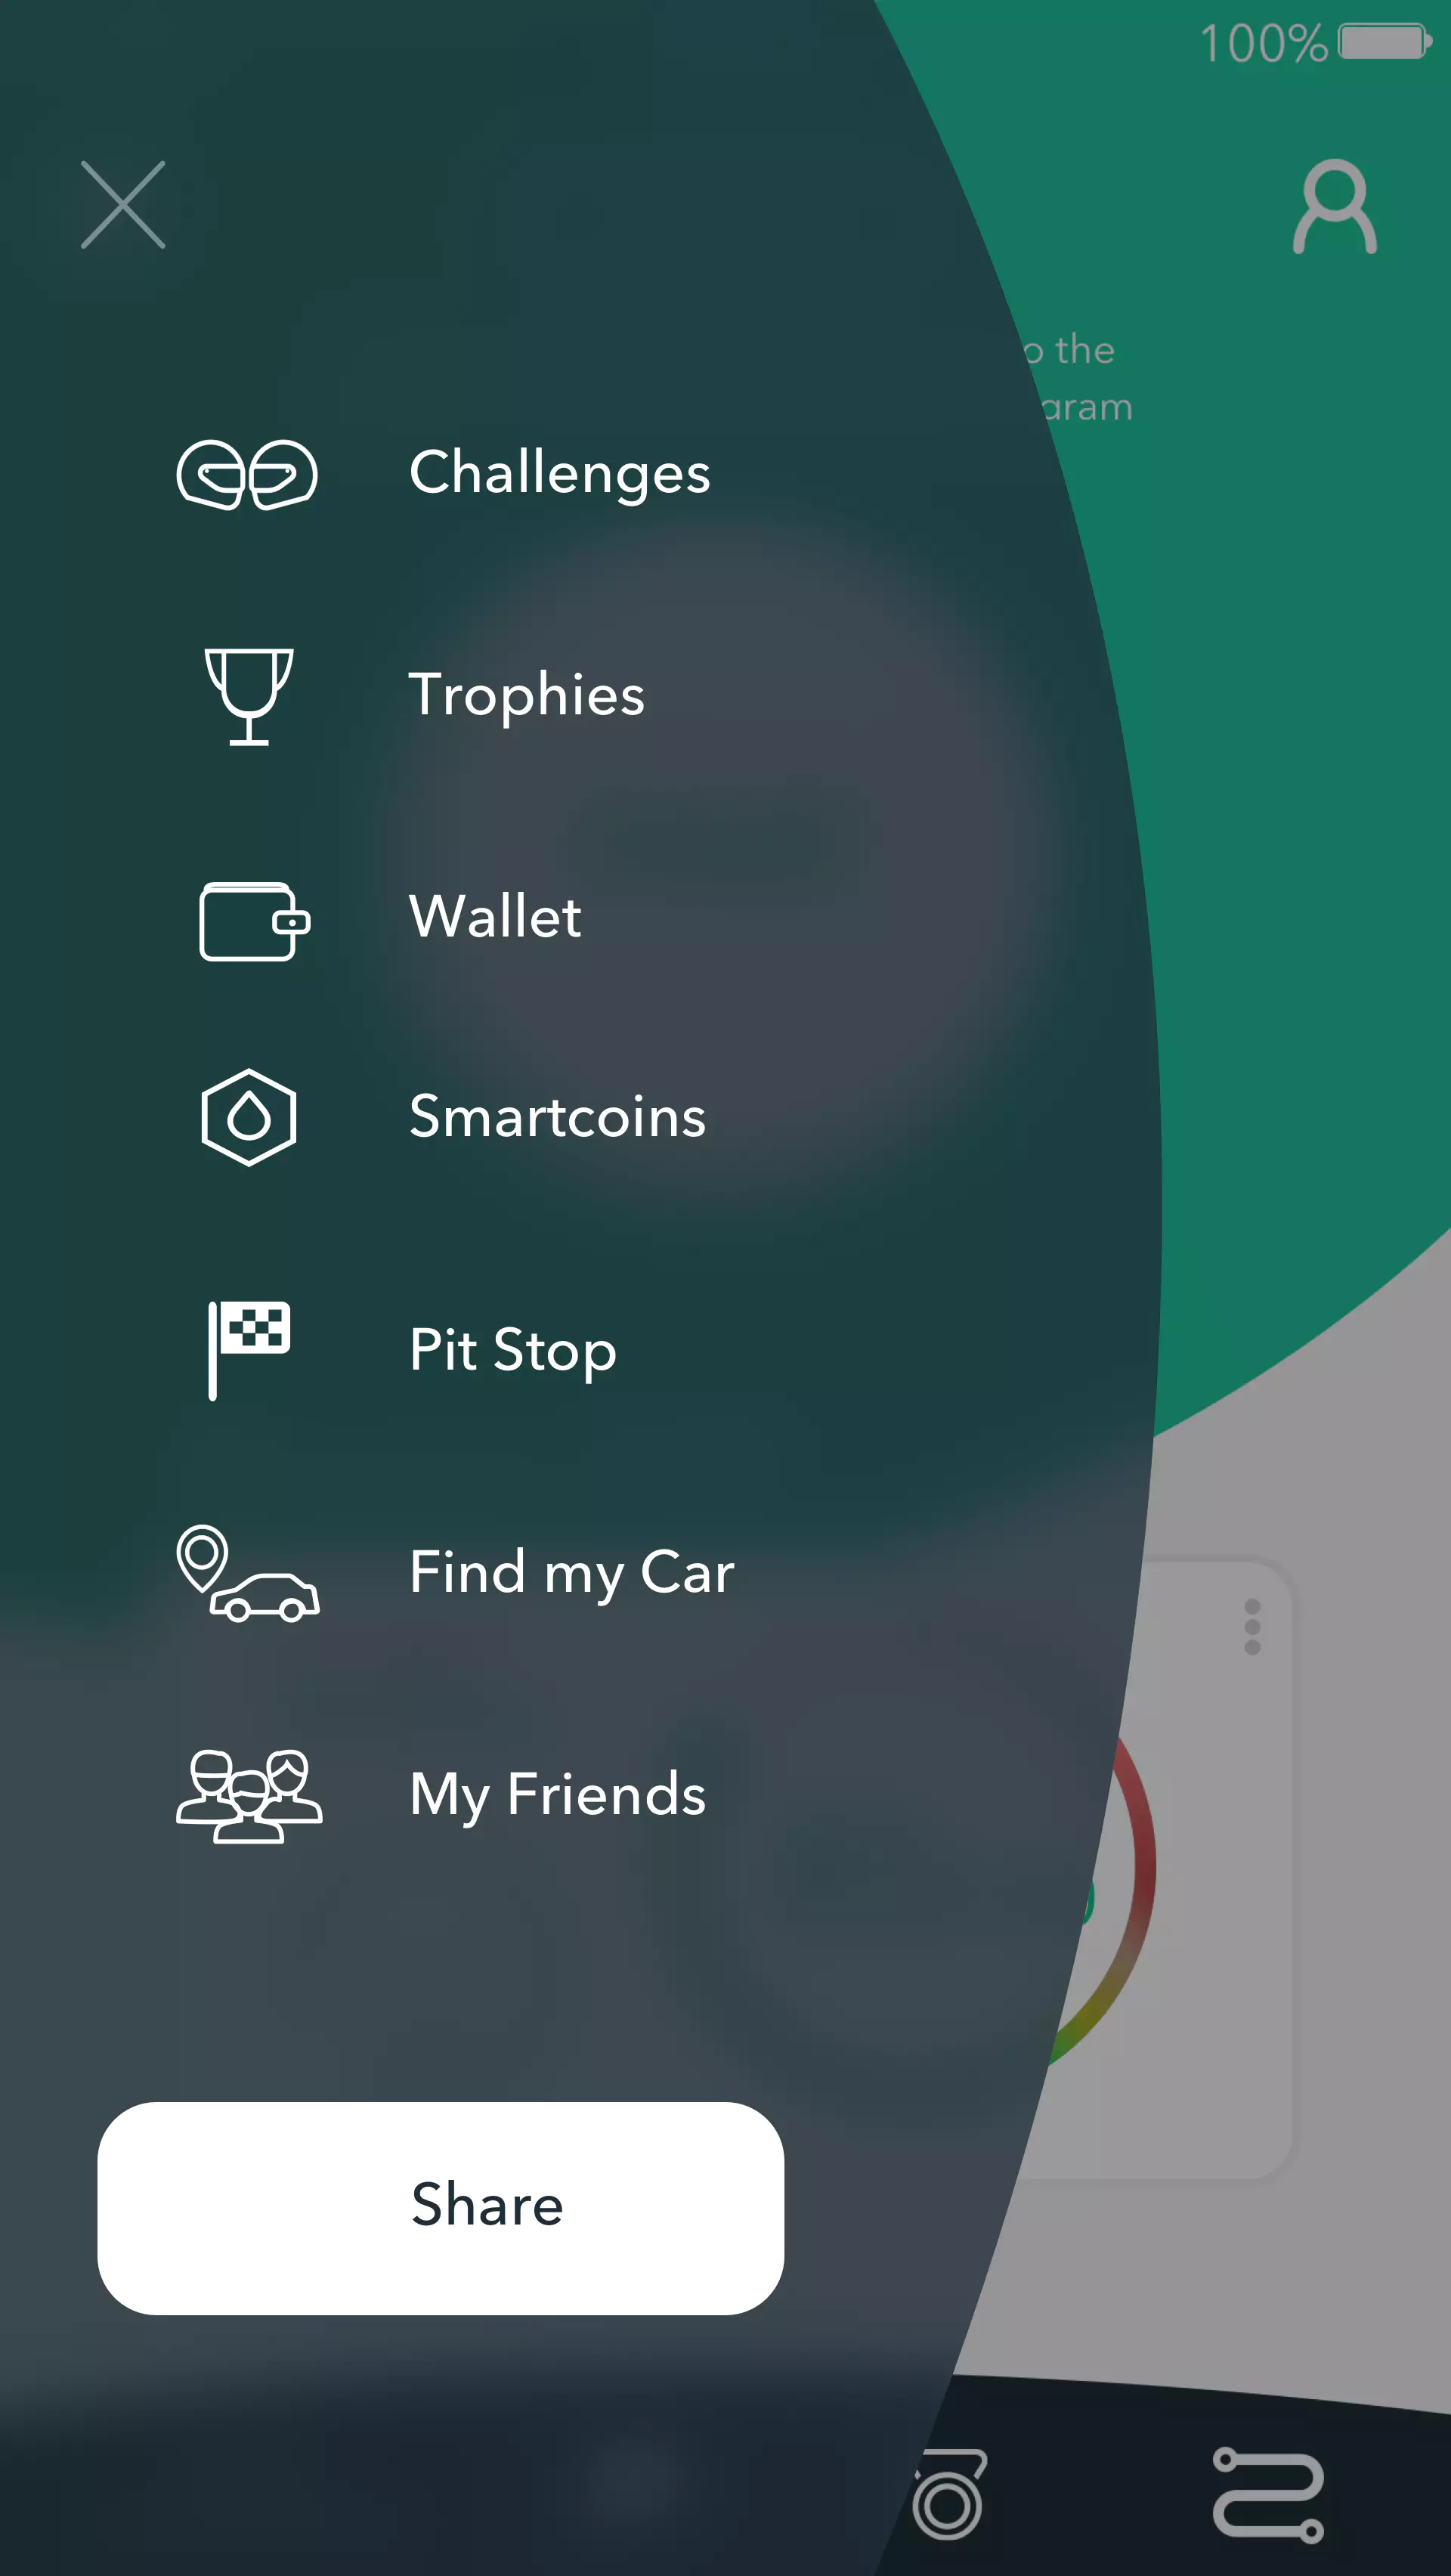 100%
o the
gram
Challenges
Trophies
Wallet
Smartcoins
Pit Stop
Find my Car
My Friends
Share